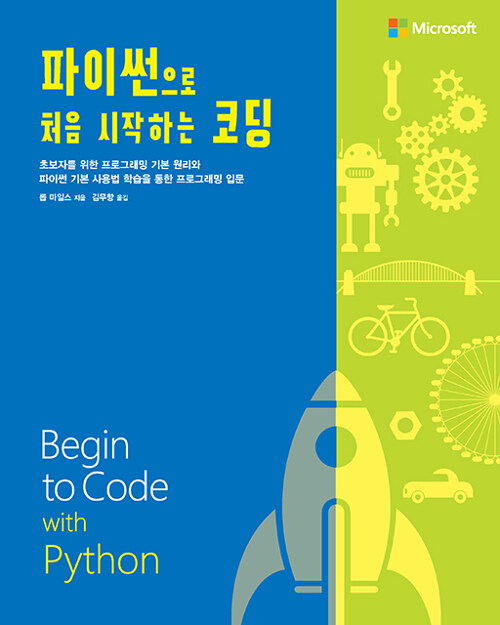 Microsoft
파이썬으로
처음 시작하는 코딩
초보자를 위한 프로그래밍 기본 원리와
파이썬 기본 사용법 학습을 통한 프로그래밍 입문
롭 마일스 지음 김무항 옮김
Begin
to Code
with
Python